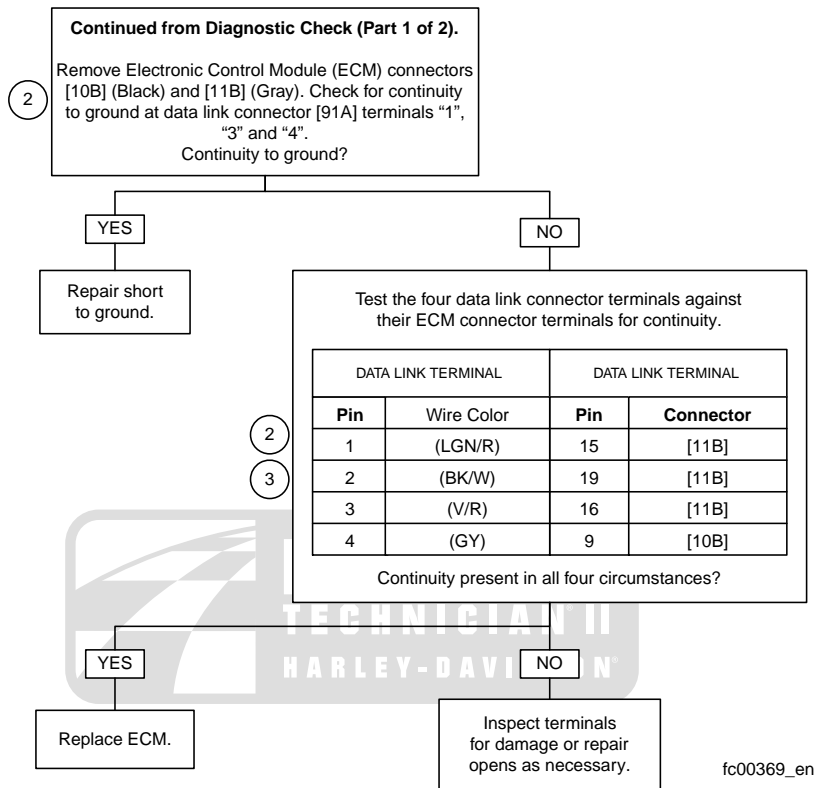 Continued from Diagnostic Check (Part 1 of 2).
2
Remove Electronic Control Module (ECM) connectors
[10B] (Black) and [11B] (Gray). Check for continuity
to ground at data link connector [91A] terminals “1”,
“3” and “4”.
Continuity to ground?
YES
NO
Repair short
to ground.
Test the four data link connector terminals against
their ECM connector terminals for continuity.
DATA LINK TERMINAL DATA LINK TERMINAL
Pin Wire Color Pin Connector
2
1 (LGN/R) 15 [11B]
3
2 (BK/W) 19 [11B]
3 (V/R) 16 [11B]
4 (GY) 9 [10B]
Continuity present in all four circumstances?
TECHNICIAN II
YES
NO
Replace ECM.
Inspect terminals
for damage or repair
opens as necessary.
fc00369_en